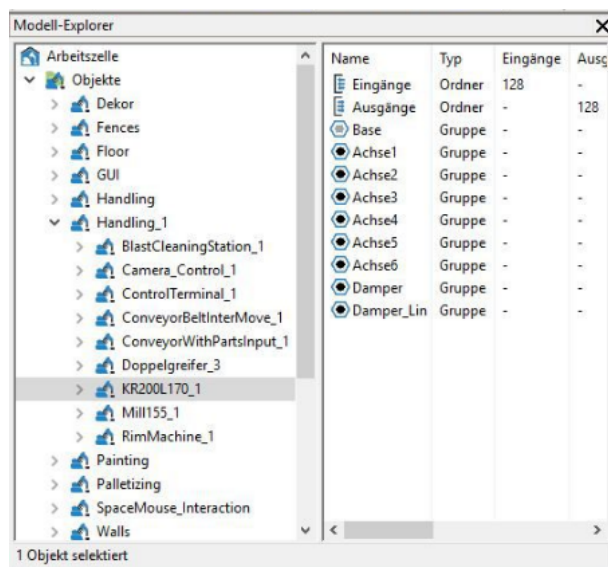 Modell-Explorer
Arbeitszelle
Objekte
Dekor
Fences
Floor
GUI
Handling
Handling_1
BlastCleaningStation_1
Camera_Control_1
ControlTerminal_1
ConveyorBeltInterMove_1
ConveyorWithPartsInput_1
Doppelgreifer_3
KR200L170_1
Mill155_1
RimMachine_1
Painting
Palletizing
SpaceMouse_Interaction
Walls
Name Typ Eingänge Ausg
Eingänge Ordner 128 -
Ausgänge Ordner - 128
Base Gruppe - -
Achse1 Gruppe - -
Achse2 Gruppe - -
Achse3 Gruppe - -
Achse4 Gruppe - -
Achse5 Gruppe - -
Achse6 Gruppe - -
Damper Gruppe - -
Damper_Lin Gruppe - -
1 Objekt selektiert